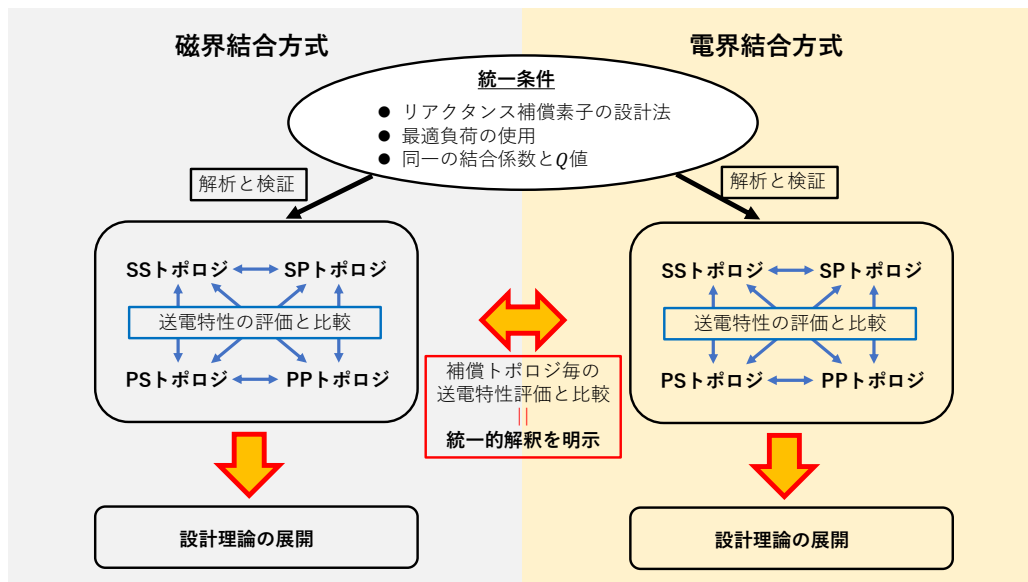 磁界結合方式
電界結合方式
統一条件
● リアクタンス補償素子の設計法
● 最適負荷の使用
● 同一の結合係数とQ値
解析と検証
解析と検証
SSトポロジ
SPトポロジ
送電特性の評価と比較
PSトポロジ
PPトポロジ
SSトポロジ
SPトポロジ
送電特性の評価と比較
PSトポロジ
PPトポロジ
補償トポロジ毎の
送電特性評価と比較
||
統一的解釈を明示
設計理論の展開
設計理論の展開